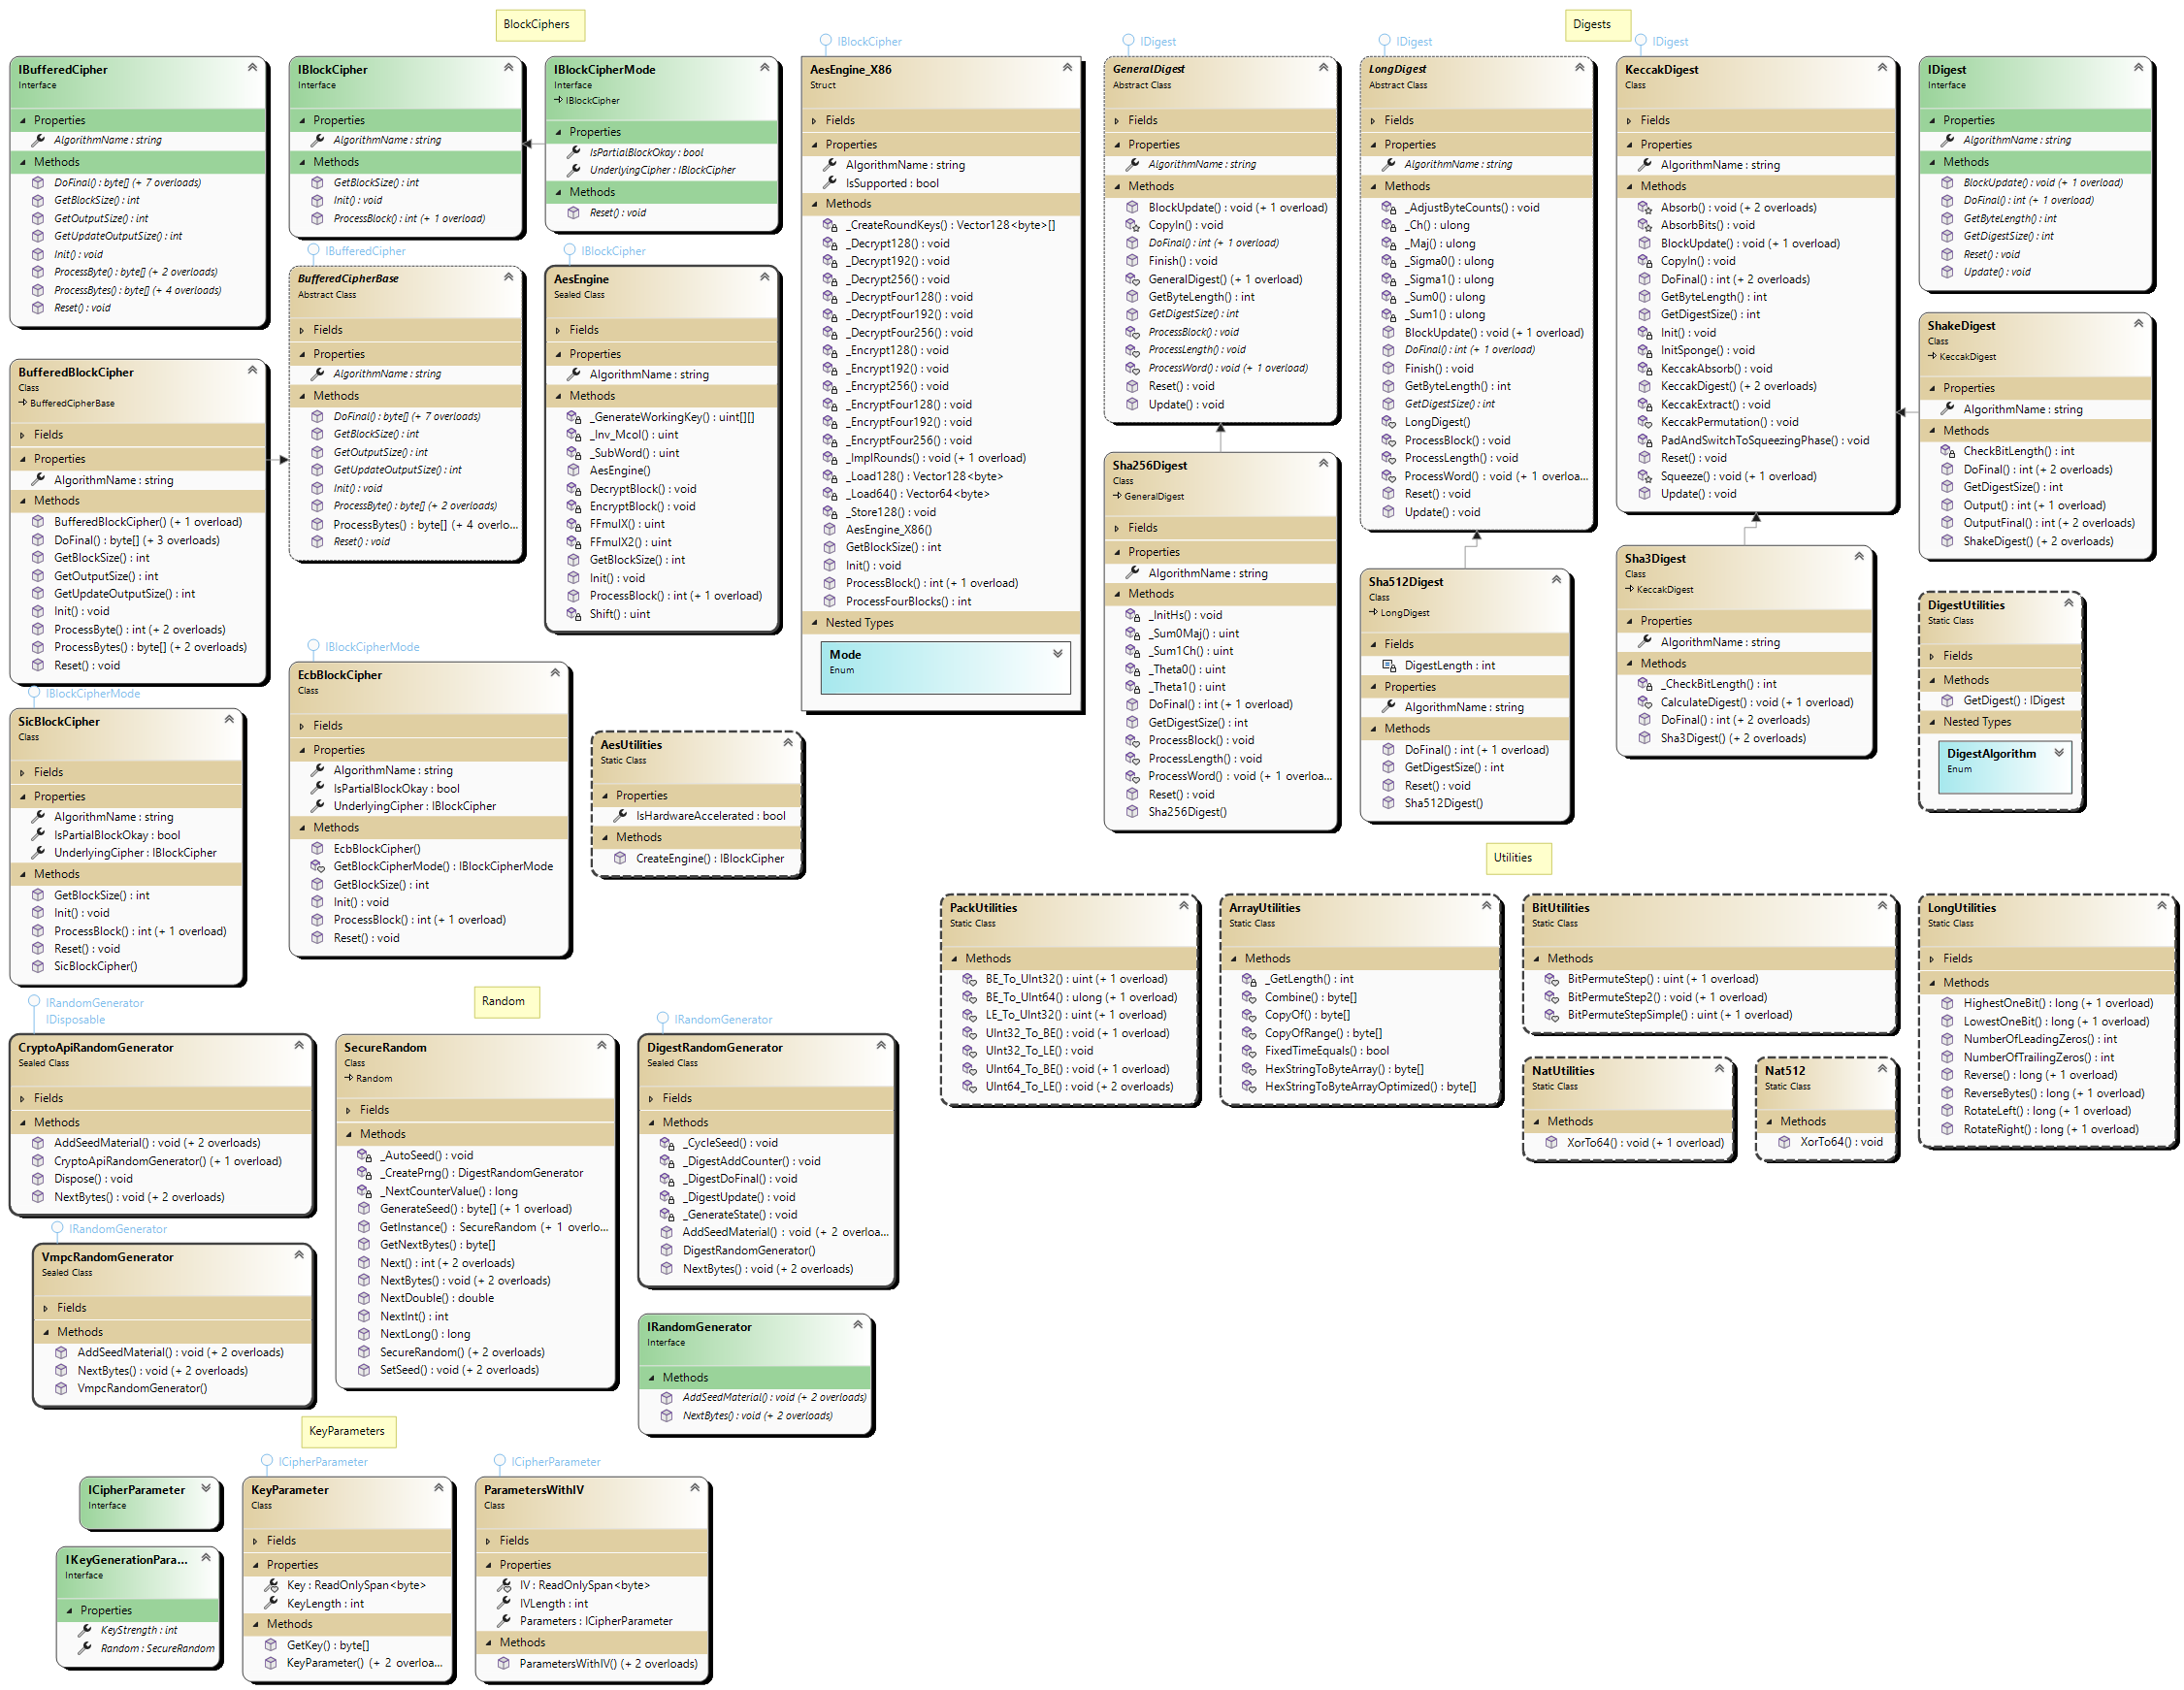 BlockCiphers
IBufferedCipher
Interface
Properties
AlgorithmName : string
Methods
DoFinal() : byte[] (+ 7 overloads)
GetBlockSize() : int
GetOutputSize() : int
GetUpdateOutputSize() : int
Init() : void
ProcessByte() : byte[] (+ 2 overloads)
ProcessBytes() : byte[] (+ 4 overloads)
Reset() : void
IBlockCipher
Interface
Properties
AlgorithmName : string
Methods
GetBlockSize() : int
Init() : void
ProcessBlock() : int (+ 1 overload)
IBlockCipherMode
Interface
IBlockCipher
Properties
IsPartialBlockOkay : bool
UnderlyingCipher : IBlockCipher
Methods
Reset() : void
BufferedBlockCipher
Class
BufferedCipherBase
Fields
Properties
AlgorithmName : string
Methods
BufferedBlockCipher() (+ 1 overload)
DoFinal() : byte[] (+ 3 overloads)
GetBlockSize() : int
GetOutputSize() : int
GetUpdateOutputSize() : int
Init() : void
ProcessByte() : int (+ 2 overloads)
ProcessBytes() : byte[] (+ 2 overloads)
Reset() : void
IBufferedCipher
BufferedCipherBase
Abstract Class
Fields
Properties
AlgorithmName : string
Methods
DoFinal() : byte[] (+ 7 overloads)
GetBlockSize() : int
GetOutputSize() : int
GetUpdateOutputSize() : int
Init() : void
ProcessByte() : byte[] (+ 2 overloads)
ProcessBytes() : byte[] (+ 4 overlo...
Reset() : void
IBlockCipher
AesEngine
Sealed Class
Fields
Properties
AlgorithmName : string
Methods
_GenerateWorkingKey() : uint[][]
_Inv_Mcol() : uint
_SubWord() : uint
AesEngine()
DecryptBlock() : void
EncryptBlock() : void
FFmulX() : uint
FFmulX2() : uint
GetBlockSize() : int
Init() : void
ProcessBlock() : int (+ 1 overload)
Shift() : uint
IBlockCipher
AesEngine_X86
Struct
Fields
Properties
AlgorithmName : string
IsSupported : bool
Methods
_CreateRoundKeys() : Vector128<byte>[]
_Decrypt128() : void
_Decrypt192() : void
_Decrypt256() : void
_DecryptFour128() : void
_DecryptFour192() : void
_DecryptFour256() : void
_Encrypt128() : void
_Encrypt192() : void
_Encrypt256() : void
_EncryptFour128() : void
_EncryptFour192() : void
_EncryptFour256() : void
_ImplRounds() : void (+ 1 overload)
_Load128() : Vector128<byte>
_Load64() : Vector64<byte>
_Store128() : void
AesEngine_X86()
GetBlockSize() : int
Init() : void
ProcessBlock() : int (+ 1 overload)
ProcessFourBlocks() : int
Nested Types
Mode
Enum
IBlockCipherMode
SicBlockCipher
Class
Fields
Properties
AlgorithmName : string
IsPartialBlockOkay : bool
UnderlyingCipher : IBlockCipher
Methods
GetBlockSize() : int
Init() : void
ProcessBlock() : int (+ 1 overload)
Reset() : void
SicBlockCipher()
IBlockCipherMode
EcbBlockCipher
Class
Fields
Properties
AlgorithmName : string
IsPartialBlockOkay : bool
UnderlyingCipher : IBlockCipher
Methods
EcbBlockCipher()
GetBlockCipherMode() : IBlockCipherMode
GetBlockSize() : int
Init() : void
ProcessBlock() : int (+ 1 overload)
Reset() : void
AesUtilities
Static Class
Properties
IsHardwareAccelerated : bool
Methods
CreateEngine() : IBlockCipher
Digests
IDigest
GeneralDigest
Abstract Class
Fields
Properties
AlgorithmName : string
Methods
BlockUpdate() : void (+ 1 overload)
CopyIn() : void
DoFinal() : int (+ 1 overload)
Finish() : void
GeneralDigest() (+ 1 overload)
GetByteLength() : int
GetDigestSize() : int
ProcessBlock() : void
ProcessLength() : void
ProcessWord() : void (+ 1 overload)
Reset() : void
Update() : void
Sha256Digest
Class
GeneralDigest
Fields
Properties
AlgorithmName : string
Methods
_InitHs() : void
_Sum0Maj() : uint
_Sum1Ch() : uint
_Theta0() : uint
_Theta1() : uint
DoFinal() : int (+ 1 overload)
GetDigestSize() : int
ProcessBlock() : void
ProcessLength() : void
ProcessWord() : void (+ 1 overloa...
Reset() : void
Sha256Digest()
IDigest
LongDigest
Abstract Class
Fields
Properties
AlgorithmName : string
Methods
_AdjustByteCounts() : void
_Ch() : ulong
_Maj() : ulong
_Sigma0() : ulong
_Sigma1() : ulong
_Sum0() : ulong
_Sum1() : ulong
BlockUpdate() : void (+ 1 overload)
DoFinal() : int (+ 1 overload)
Finish() : void
GetByteLength() : int
GetDigestSize() : int
LongDigest()
ProcessBlock() : void
ProcessLength() : void
ProcessWord() : void (+ 1 overloa...
Reset() : void
Update() : void
Sha512Digest
Class
LongDigest
Fields
DigestLength : int
Properties
AlgorithmName : string
Methods
DoFinal() : int (+ 1 overload)
GetDigestSize() : int
Reset() : void
Sha512Digest()
IDigest
KeccakDigest
Class
Fields
Properties
AlgorithmName : string
Methods
Absorb() : void (+ 2 overloads)
AbsorbBits() : void
BlockUpdate() : void (+ 1 overload)
CopyIn() : void
DoFinal() : int (+ 2 overloads)
GetByteLength() : int
GetDigestSize() : int
Init() : void
InitSponge() : void
KeccakAbsorb() : void
KeccakDigest() (+ 2 overloads)
KeccakExtract() : void
KeccakPermutation() : void
PadAndSwitchToSqueezingPhase() : void
Reset() : void
Squeeze() : void (+ 1 overload)
Update() : void
Sha3Digest
Class
KeccakDigest
Properties
AlgorithmName : string
Methods
_CheckBitLength() : int
CalculateDigest() : void (+ 1 overload)
DoFinal() : int (+ 2 overloads)
Sha3Digest() (+ 2 overloads)
IDigest
Interface
Properties
AlgorithmName : string
Methods
BlockUpdate() : void (+ 1 overload)
DoFinal() : int (+ 1 overload)
GetByteLength() : int
GetDigestSize() : int
Reset() : void
Update() : void
ShakeDigest
Class
KeccakDigest
Properties
AlgorithmName : string
Methods
CheckBitLength() : int
DoFinal() : int (+ 2 overloads)
GetDigestSize() : int
Output() : int (+ 1 overload)
OutputFinal() : int (+ 2 overloads)
ShakeDigest() (+ 2 overloads)
DigestUtilities
Static Class
Fields
Methods
GetDigest() : IDigest
Nested Types
DigestAlgorithm
Enum
Utilities
PackUtilities
Static Class
Methods
BE_To_UInt32() : uint (+ 1 overload)
BE_To_UInt64() : ulong (+ 1 overload)
LE_To_UInt32() : uint (+ 1 overload)
UInt32_To_BE() : void (+ 1 overload)
UInt32_To_LE() : void
UInt64_To_BE() : void (+ 1 overload)
UInt64_To_LE() : void (+ 2 overloads)
ArrayUtilities
Static Class
Methods
_GetLength() : int
Combine() : byte[]
CopyOf() : byte[]
CopyOfRange() : byte[]
FixedTimeEquals() : bool
HexStringToByteArray() : byte[]
HexStringToByteArrayOptimized() : byte[]
BitUtilities
Static Class
Methods
BitPermuteStep() : uint (+ 1 overload)
BitPermuteStep2() : void (+ 1 overload)
BitPermuteStepSimple() : uint (+ 1 overload)
NatUtilities
Static Class
Methods
XorTo64() : void (+ 1 overload)
Nat512
Static Class
Methods
XorTo64() : void
LongUtilities
Static Class
Fields
Methods
HighestOneBit() : long (+ 1 overload)
LowestOneBit() : long (+ 1 overload)
NumberOfLeadingZeros() : int
NumberOfTrailingZeros() : int
Reverse() : long (+ 1 overload)
ReverseBytes() : long (+ 1 overload)
RotateLeft() : long (+ 1 overload)
RotateRight() : long (+ 1 overload)
Random
IRandomGenerator
IDisposable
CryptoApiRandomGenerator
Sealed Class
Fields
Methods
AddSeedMaterial() : void (+ 2 overloads)
CryptoApiRandomGenerator() (+ 1 overload)
Dispose() : void
NextBytes() : void (+ 2 overloads)
IRandomGenerator
VmpcRandomGenerator
Sealed Class
Fields
Methods
AddSeedMaterial() : void (+ 2 overloads)
NextBytes() : void (+ 2 overloads)
VmpcRandomGenerator()
SecureRandom
Class
Random
Fields
Methods
_AutoSeed() : void
_CreatePrng() : DigestRandomGenerator
_NextCounterValue() : long
GenerateSeed() : byte[] (+ 1 overload)
GetInstance() : SecureRandom (+ 1 overlo...
GetNextBytes() : byte[]
Next() : int (+ 2 overloads)
NextBytes() : void (+ 2 overloads)
NextDouble() : double
NextInt() : int
NextLong() : long
SecureRandom() (+ 2 overloads)
SetSeed() : void (+ 2 overloads)
IRandomGenerator
DigestRandomGenerator
Sealed Class
Fields
Methods
_CycleSeed() : void
_DigestAddCounter() : void
_DigestDoFinal() : void
_DigestUpdate() : void
_GenerateState() : void
AddSeedMaterial() : void (+ 2 overloa...
DigestRandomGenerator()
NextBytes() : void (+ 2 overloads)
IRandomGenerator
Interface
Methods
AddSeedMaterial() : void (+ 2 overloads)
NextBytes() : void (+ 2 overloads)
KeyParameters
ICipherParameter
Interface
IKeyGenerationPara...
Interface
Properties
KeyStrength : int
Random : SecureRandom
ICipherParameter
KeyParameter
Class
Fields
Properties
Key : ReadOnlySpan<byte>
KeyLength : int
Methods
GetKey() : byte[]
KeyParameter() (+ 2 overloa...
ICipherParameter
ParametersWithIV
Class
Fields
Properties
IV : ReadOnlySpan<byte>
IVLength : int
Parameters : ICipherParameter
Methods
ParametersWithIV() (+ 2 overloads)